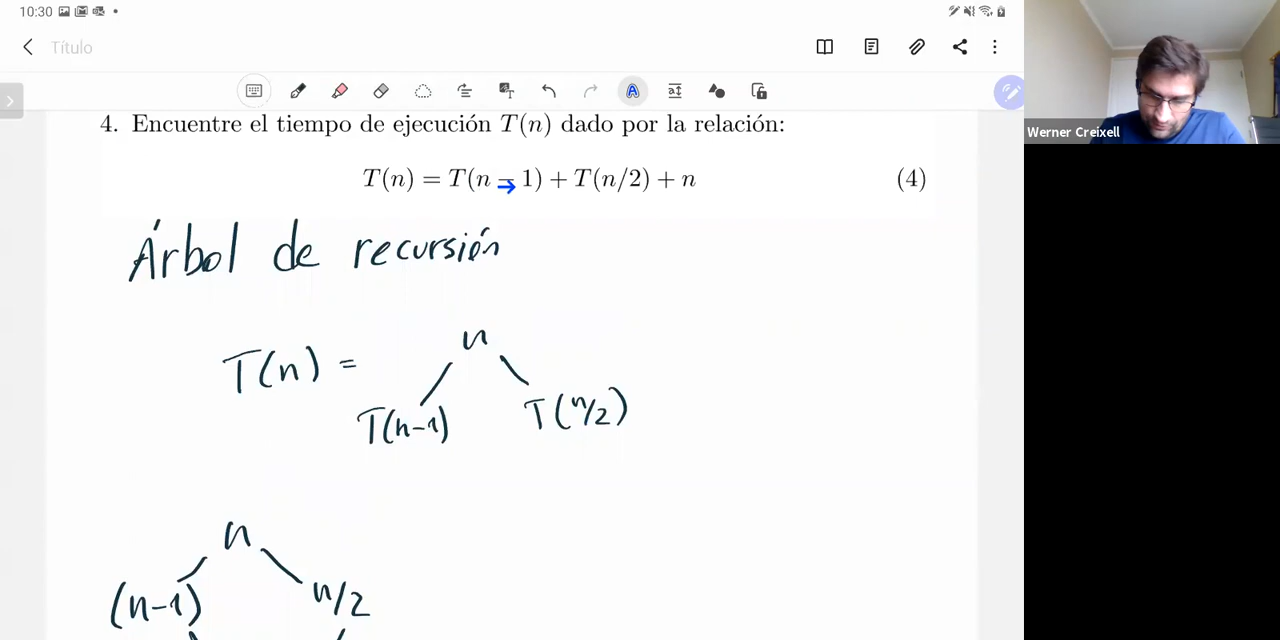 10:30
Título
4. Encuentre el tiempo de ejecución T(n) dado por la relación:
T(n) = T(n − 1) + T(n/2) + n (4)
Árbol de recursión
n
T(n) =
T(n-1) T(n/2)
n
(n-1) n/2
Werner Creixell